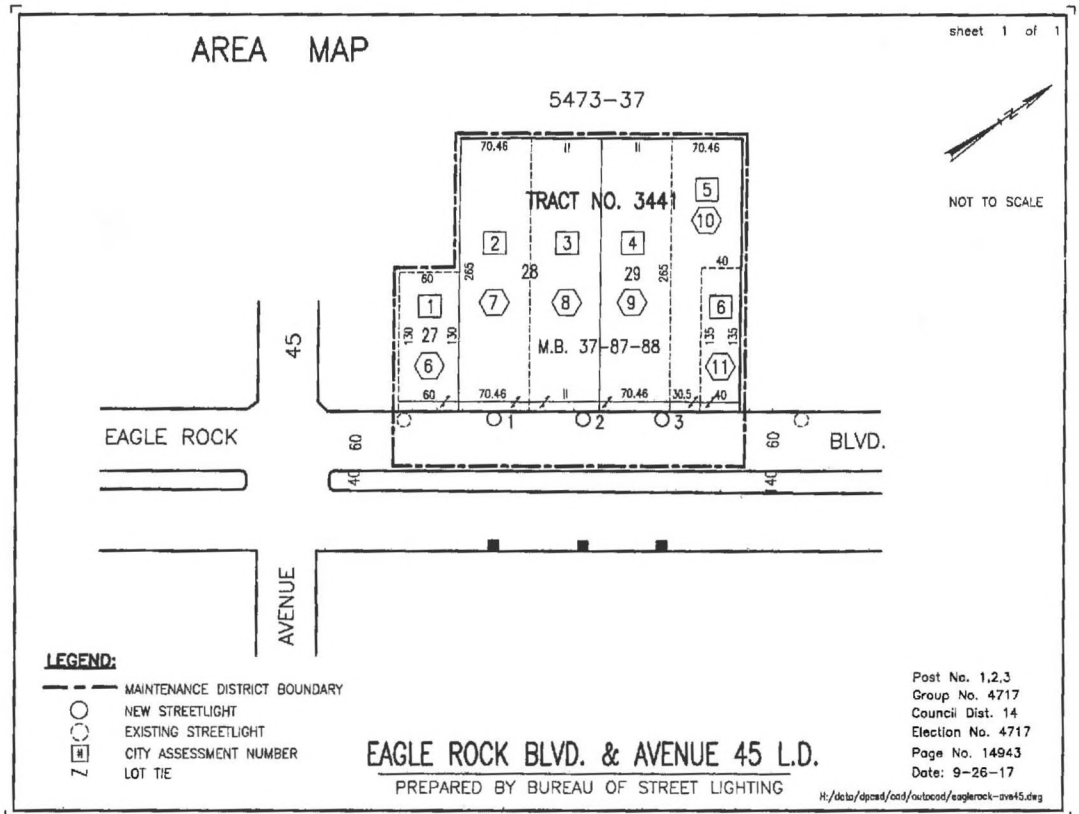 sheet 1 of 1
AREA MAP
5473-37
70.46 11 11 70.46
NOT TO SCALE
TRACT NO. 3441
5
10
2 3 4
265 28 29 265
60 40
1 7 8 9 6
130 27 130 135 135
M.B. 37-87-88
6 11
45
60 70.46 11 70.46 30.5 40
1 2 3
EAGLE ROCK 60 60 BLVD.
40 40
AVENUE
LEGEND:
MAINTENANCE DISTRICT BOUNDARY
NEW STREETLIGHT
EXISTING STREETLIGHT
# CITY ASSESSMENT NUMBER
LOT TIE
EAGLE ROCK BLVD. & AVENUE 45 L.D.
PREPARED BY BUREAU OF STREET LIGHTING
Post No. 1,2,3
Group No. 4717
Council Dist. 14
Election No. 4717
Page No. 14943
Date: 9-26-17
H:/data/dpcad/cad/autocad/eaglerock-ave45.dwg